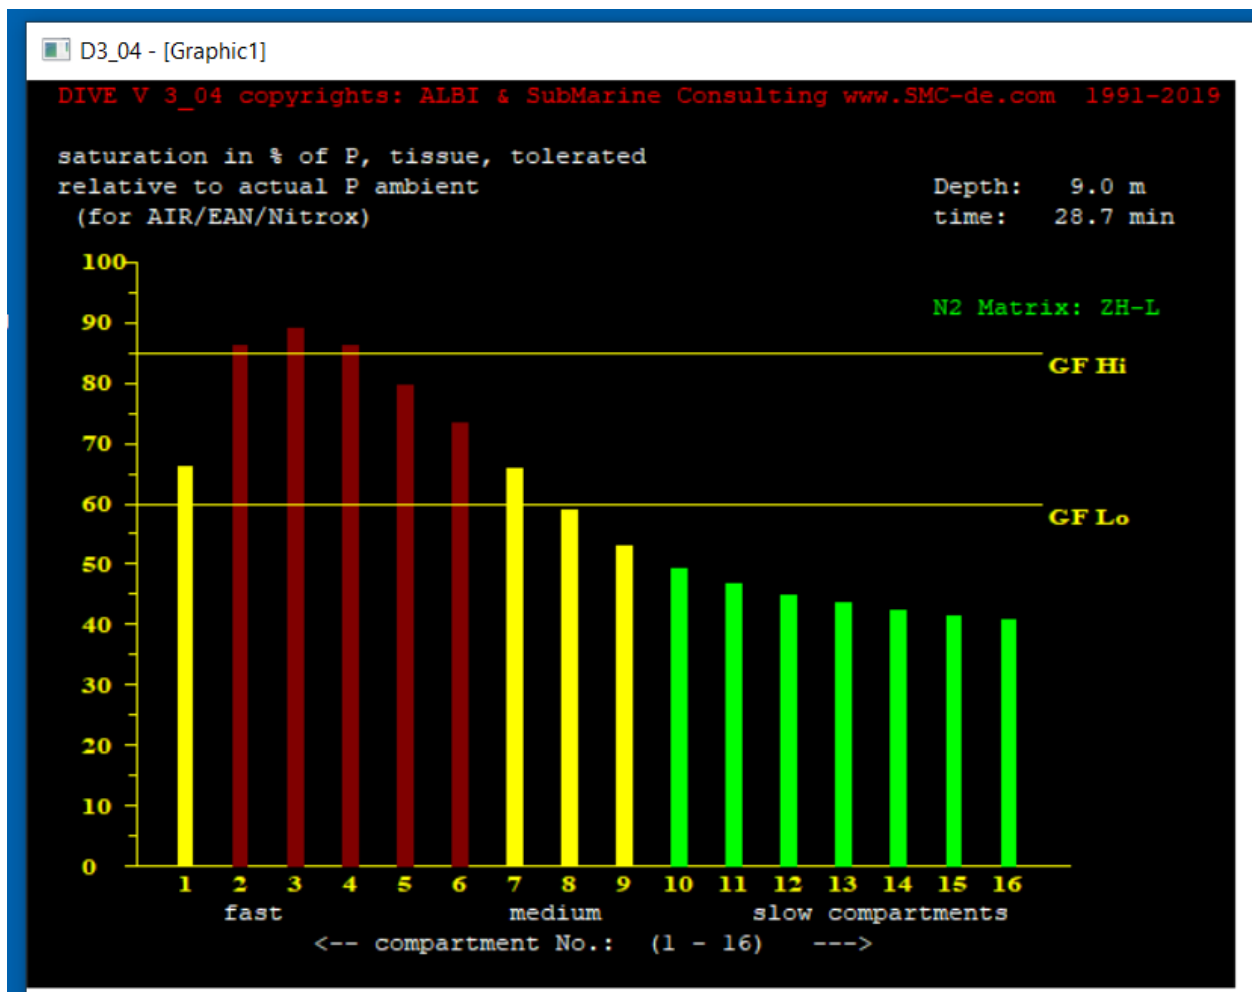 D3_04 - [Graphic1]
DIVE V 3_04 copyrights: ALBI & SubMarine Consulting www.SMC-de.com 1991-2019
saturation in % of P, tissue, tolerated
relative to actual P ambient
(for AIR/EAN/Nitrox)
Depth: 9.0 m
time: 28.7 min
N2 Matrix: ZH-L
100
90
GF Hi
80
70
60
GF Lo
50
40
30
20
10
0
1 2 3 4 5 6 7 8 9 10 11 12 13 14 15 16
fast medium slow compartments
<-- compartment No.: (1 - 16) --->